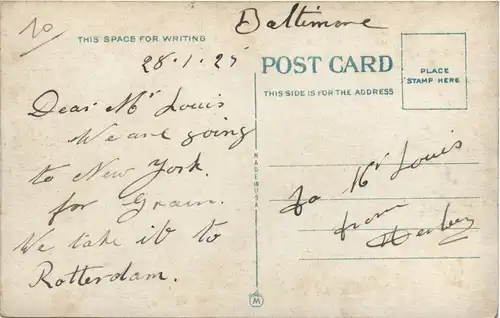 10
Baltimore
THIS SPACE FOR WRITING
28.1.25
POST CARD
THIS SIDE IS FOR THE ADDRESS
PLACE
STAMP HERE
Dear Mr Louis
We are going
to New York
for Grain.
We take it to
Rotterdam.
MADE IN USA
To Mr Louis
from
M